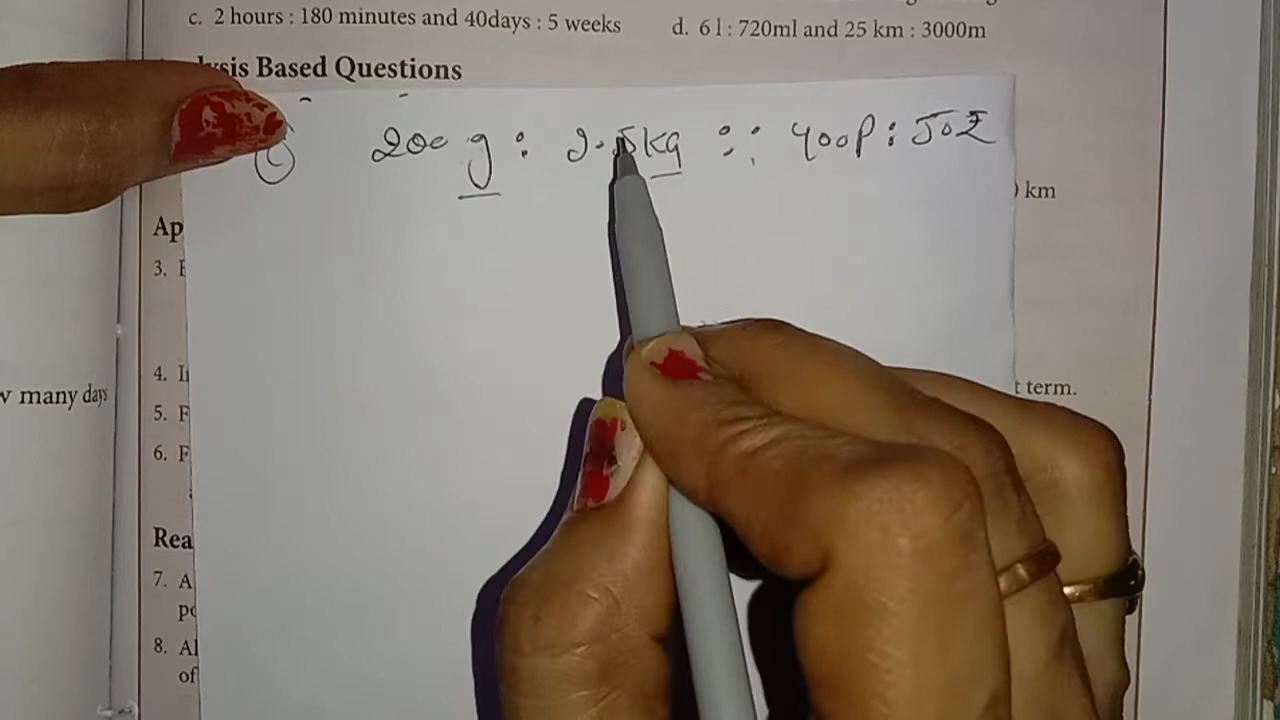 c. 2 hours : 180 minutes and 40days : 5 weeks
d. 6 l : 720ml and 25 km : 3000m
Based Questions
200 g : 2.5kg :: 400P : 50₹
km
Ap
3.
4.
w many days
t term.
5. F
6. F
Rea
7. A
8.
of